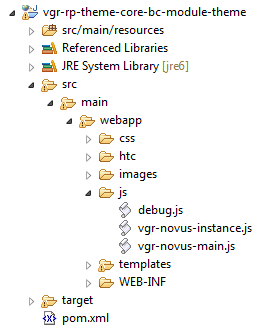 vgr-rp-theme-core-bc-module-theme
src/main/resources
Referenced Libraries
JRE System Library [jre6]
src
main
webapp
css
htc
images
js
debug.js
vgr-novus-instance.js
vgr-novus-main.js
templates
WEB-INF
target
pom.xml